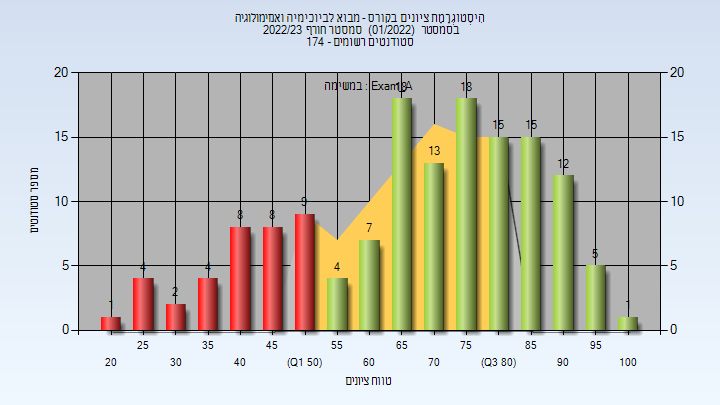 היסטוגרמת ציונים בקורס - מבוא לביוכימיה ואנזימולוגיה
בסמסטר (01/2022) סמסטר חורף 2022/23
סטודנטים רשומים - 174
במשימה : Exam A
מספר סטודנטים
20 15 10 5 0
1 4 2 4 8 8 9 4 7 18 13 18 15 15 12 5 1
20 15 10 5 0
25 35 45 55 65 75 85 95
20 30 40 (Q1 50) 60 70 (Q3 80) 90 100
טווח ציונים